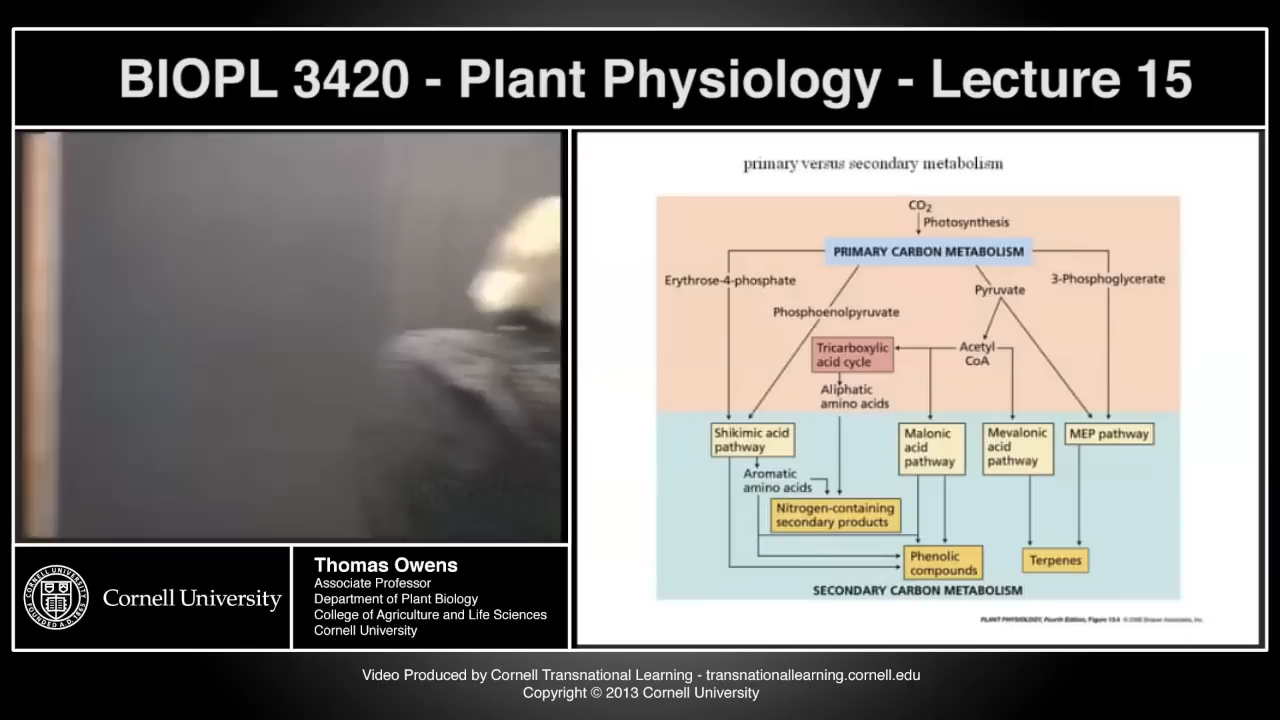 BIOPL 3420 - Plant Physiology - Lecture 15
primary versus secondary metabolism
CO2
Photosynthesis
PRIMARY CARBON METABOLISM
Erythrose-4-phosphate
3-Phosphoglycerate
Pyruvate
Phosphoenolpyruvate
Tricarboxylic
acid cycle
Acetyl
CoA
Aliphatic
amino acids
Shikimic acid
pathway
Malonic
acid
pathway
Mevalonic
acid
pathway
MEP pathway
Aromatic
amino acids
Nitrogen-containing
secondary products
Phenolic
compounds
Terpenes
SECONDARY CARBON METABOLISM
PLANT PHYSIOLOGY, Fourth Edition, Figure 13.4 © 2006 Sinauer Associates, Inc.
Cornell University
Thomas Owens
Associate Professor
Department of Plant Biology
College of Agriculture and Life Sciences
Cornell University
Video Produced by Cornell Transnational Learning - transnationallearning.cornell.edu
Copyright © 2013 Cornell University